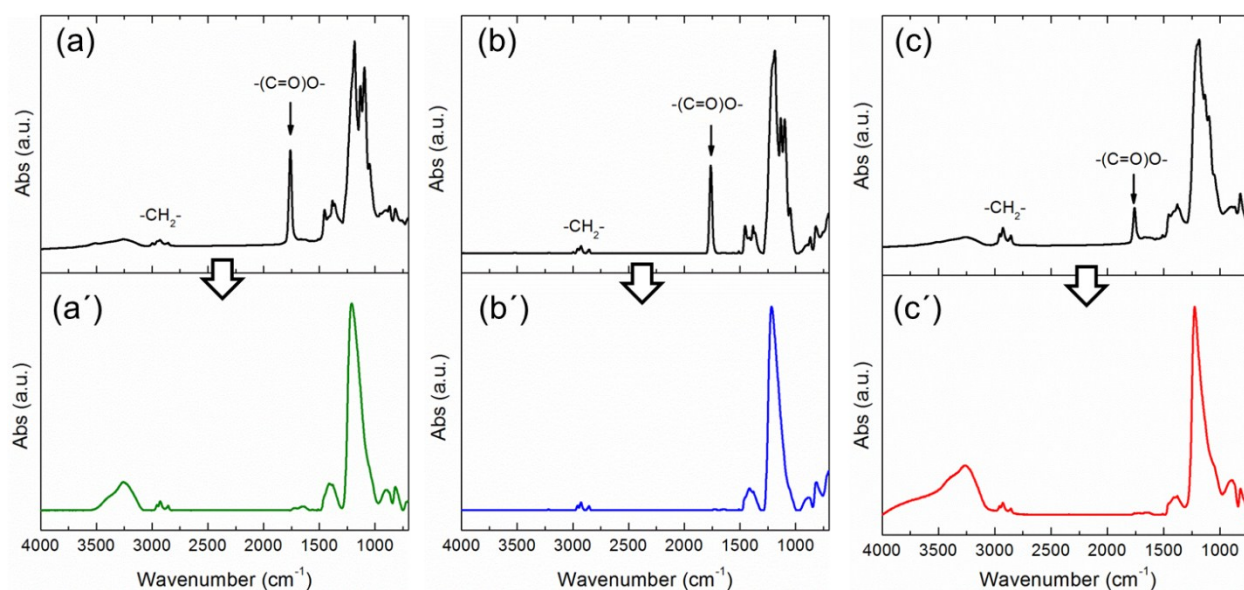 (a)
-(C=O)O-
-CH₂-
Abs (a.u.)
(b)
-(C=O)O-
-CH₂-
Abs (a.u.)
(c)
-(C=O)O-
-CH₂-
Abs (a.u.)
(a´)
Abs (a.u.)
4000 3500 3000 2500 2000 1500 1000
Wavenumber (cm⁻¹)
(b´)
Abs (a.u.)
4000 3500 3000 2500 2000 1500 1000
Wavenumber (cm⁻¹)
(c´)
Abs (a.u.)
4000 3500 3000 2500 2000 1500 1000
Wavenumber (cm⁻¹)